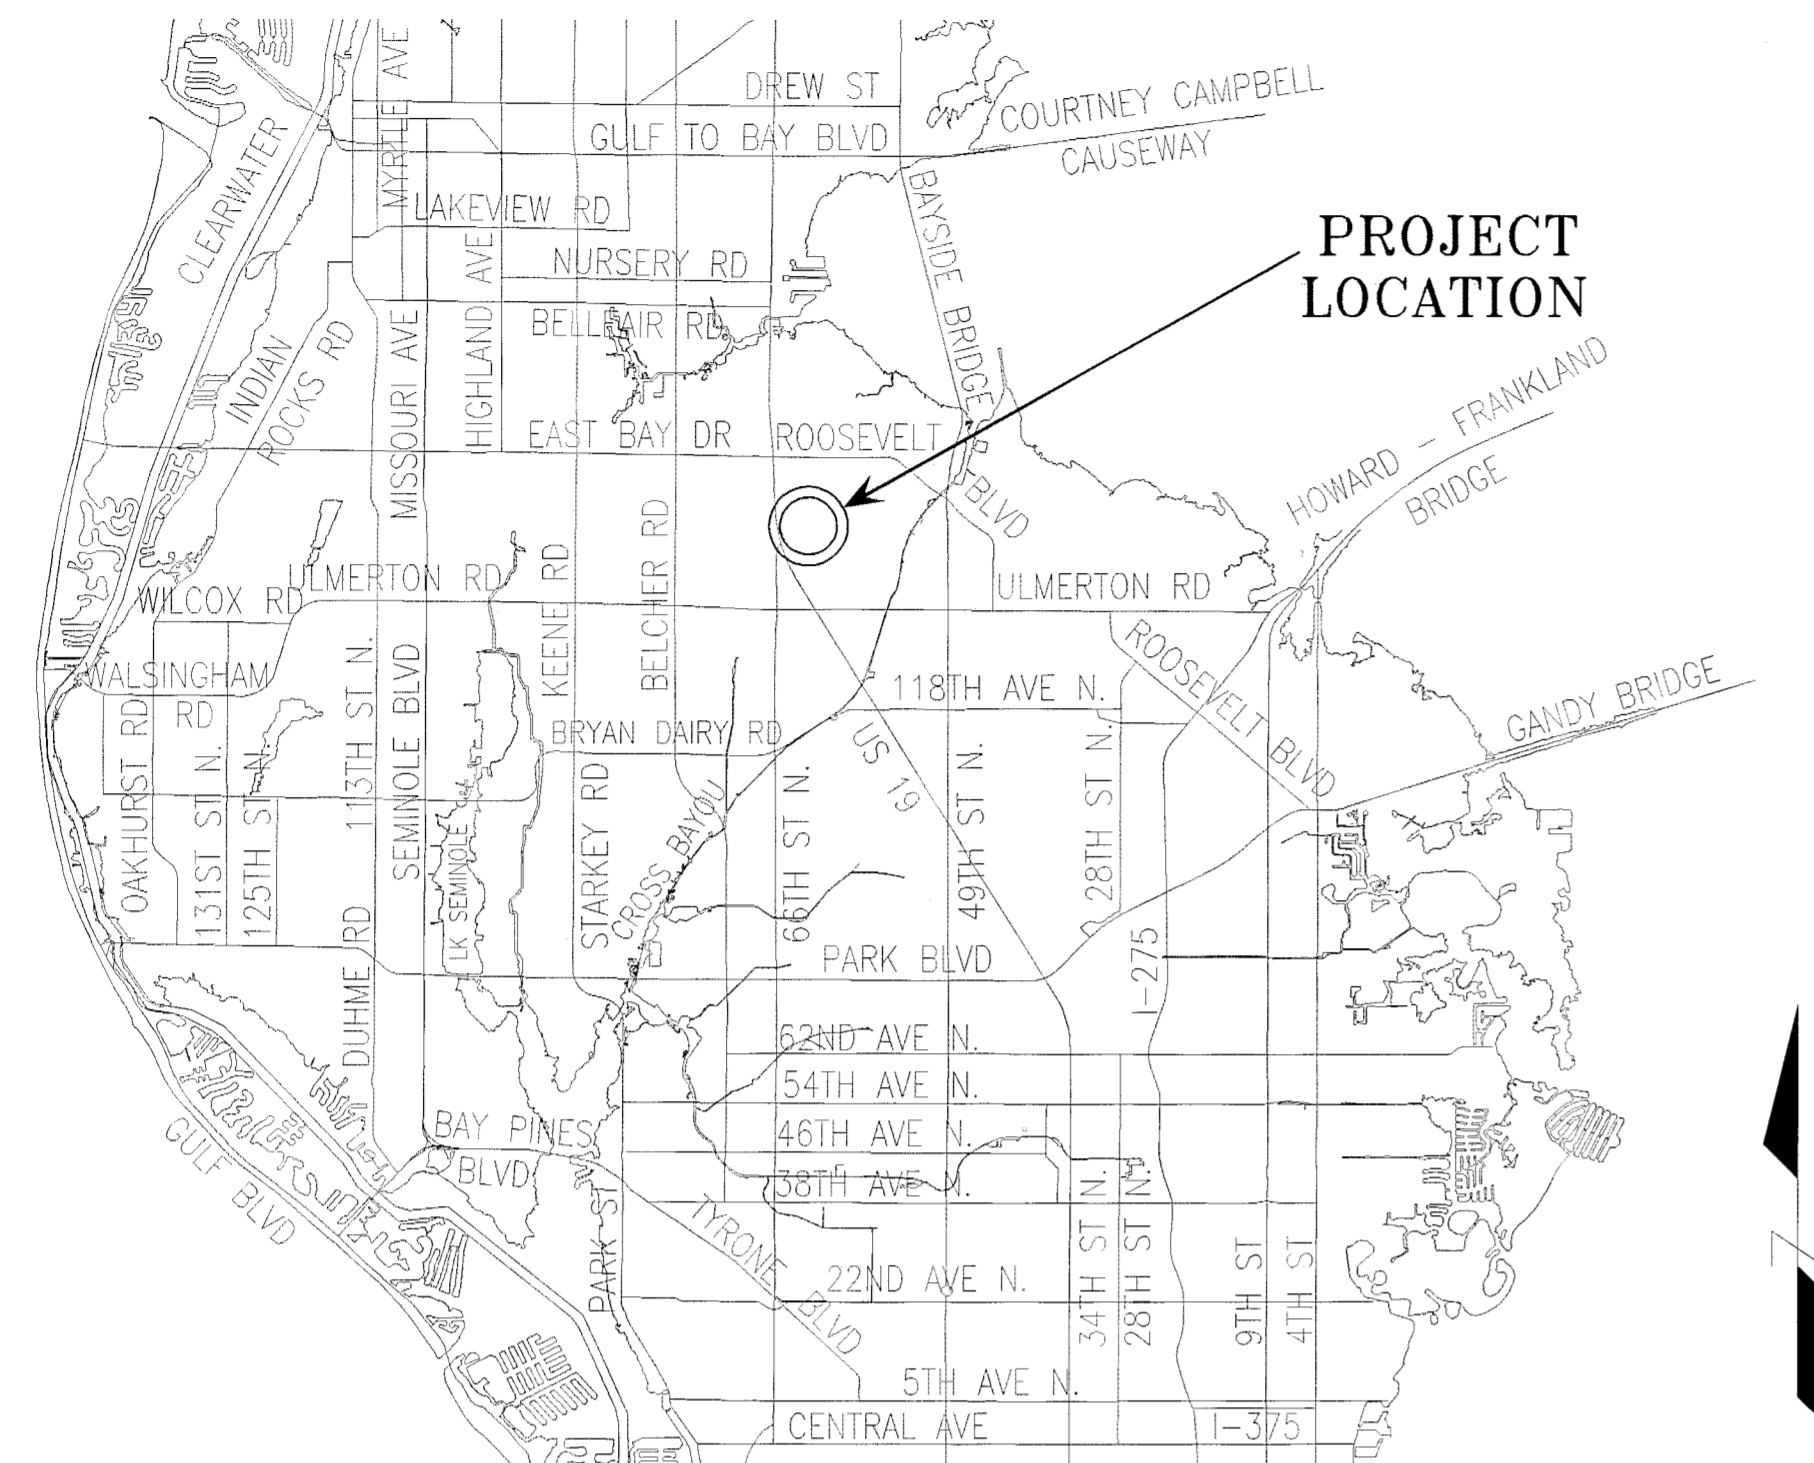 DREW ST
COURTNEY CAMPBELL
CAUSEWAY
GULF TO BAY BLVD
MYRTLE AVE
CLEARWATER
LAKEVIEW RD
BAYSIDE BRIDGE
PROJECT
LOCATION
NURSERY RD
HIGHLAND AVE
BELLEAIR RD
INDIAN
ROCKS RD
MISSOURI AVE
EAST BAY DR
ROOSEVELT
BLVD
HOWARD - FRANKLAND
BRIDGE
ULMERTON RD
WILCOX RD
KEENE RD
BELCHER RD
ULMERTON RD
WALSINGHAM
RD
118TH AVE N.
ROOSEVELT BLVD
GANDY BRIDGE
BRYAN DAIRY RD
US 19
OAKHURST RD
131ST ST N.
125TH ST N.
113TH ST N.
SEMINOLE BLVD
LK SEMINOLE
STARKEY RD
CROSS BAYOU
66TH ST N.
49TH ST N.
28TH ST N.
PARK BLVD
I-275
DUHME RD
62ND AVE N.
54TH AVE N.
46TH AVE N.
38TH AVE N.
BAY PINES
BLVD
GULF BLVD
PARK ST
TYRONE BLVD
22ND AVE N.
34TH ST N.
28TH ST N.
9TH ST
4TH ST
5TH AVE N.
CENTRAL AVE
I-375